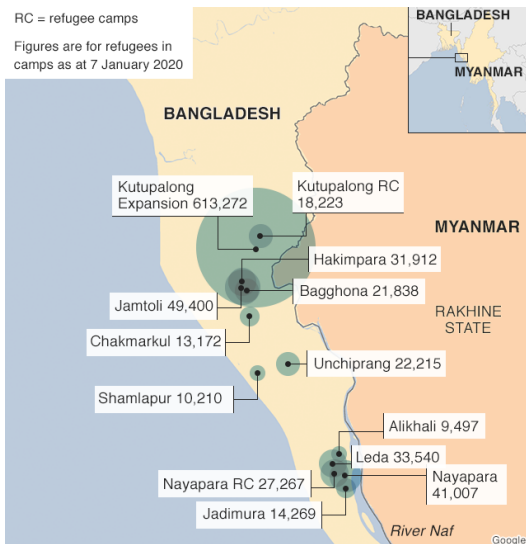 RC = refugee camps
Figures are for refugees in
camps as at 7 January 2020
BANGLADESH
MYANMAR
BANGLADESH
Kutupalong
Expansion 613,272
Kutupalong RC
18,223
MYANMAR
Hakimpara 31,912
Bagghona 21,838
Jamtoli 49,400
RAKHINE
STATE
Chakmarkul 13,172
Unchiprang 22,215
Shamlapur 10,210
Alikhali 9,497
Leda 33,540
Nayapara RC 27,267
Nayapara
41,007
Jadimura 14,269
River Naf
Google